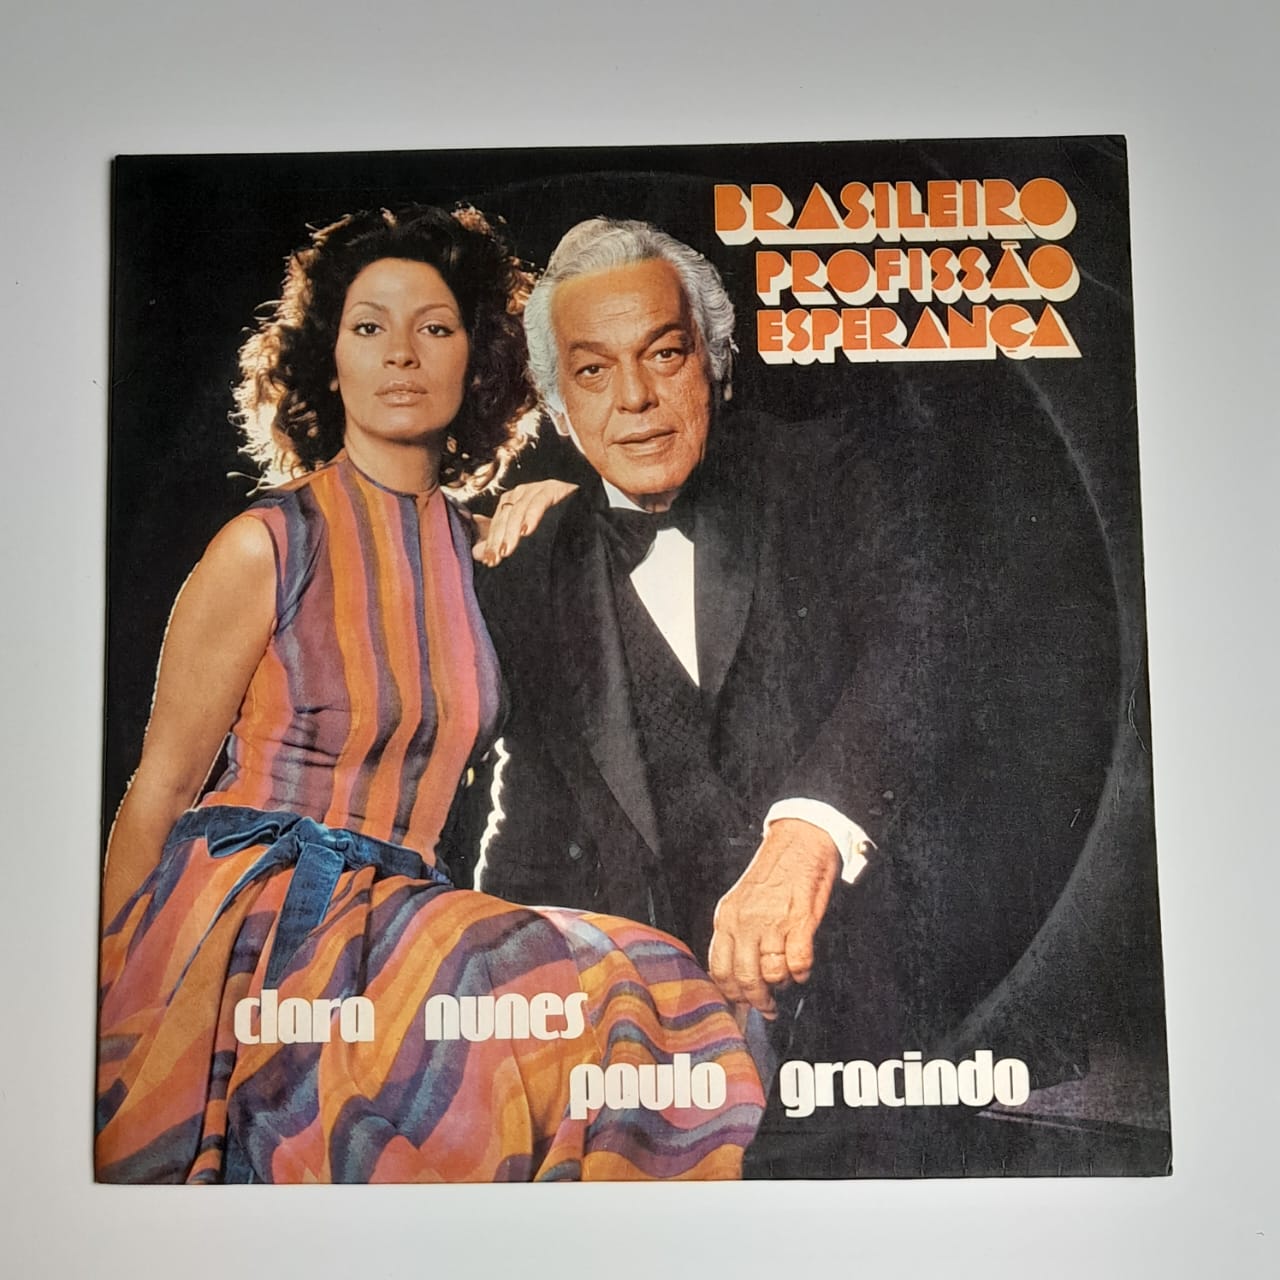 BRASILEIRO
PROFISSÃO
ESPERANÇA
clara nunes
paulo gracindo